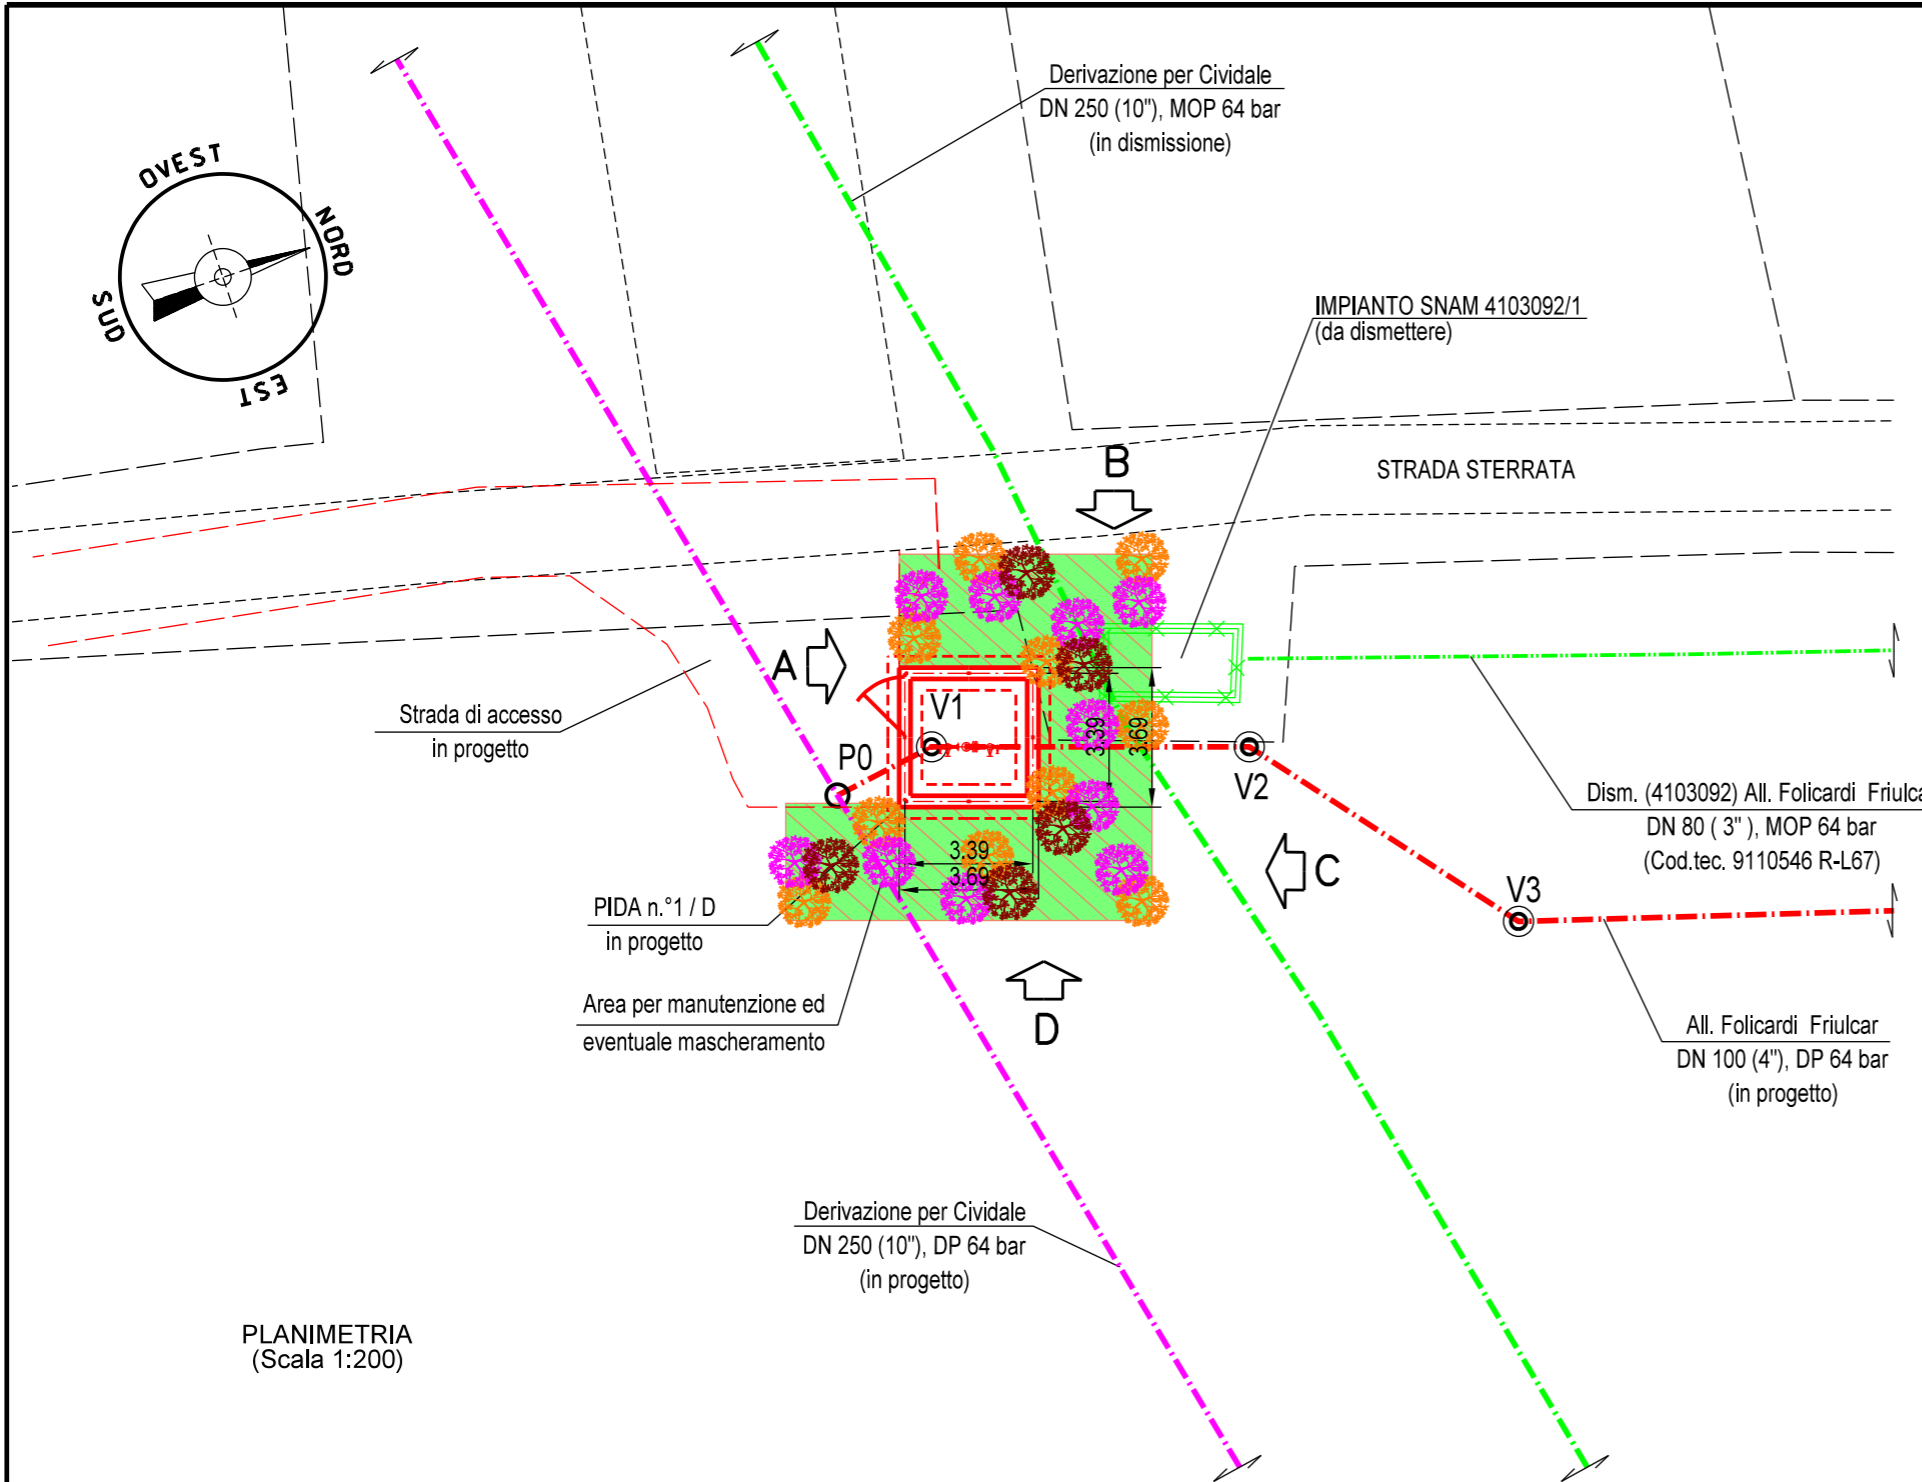 Derivazione per Cividale
DN 250 (10"), MOP 64 bar
(in dismissione)
OVEST
NORD
SUD
EST
IMPIANTO SNAM 4103092/1
(da dismettere)
STRADA STERRATA
B
A
Strada di accesso
in progetto
V1
P0
3.39
3.69
V2
Dism. (4103092) All. Folicardi Friulca
DN 80 ( 3" ), MOP 64 bar
(Cod.tec. 9110546 R-L67)
3.39
3.69
C
V3
PIDA n.°1 / D
in progetto
Area per manutenzione ed
eventuale mascheramento
D
All. Folicardi Friulcar
DN 100 (4"), DP 64 bar
(in progetto)
Derivazione per Cividale
DN 250 (10"), DP 64 bar
(in progetto)
PLANIMETRIA
(Scala 1:200)